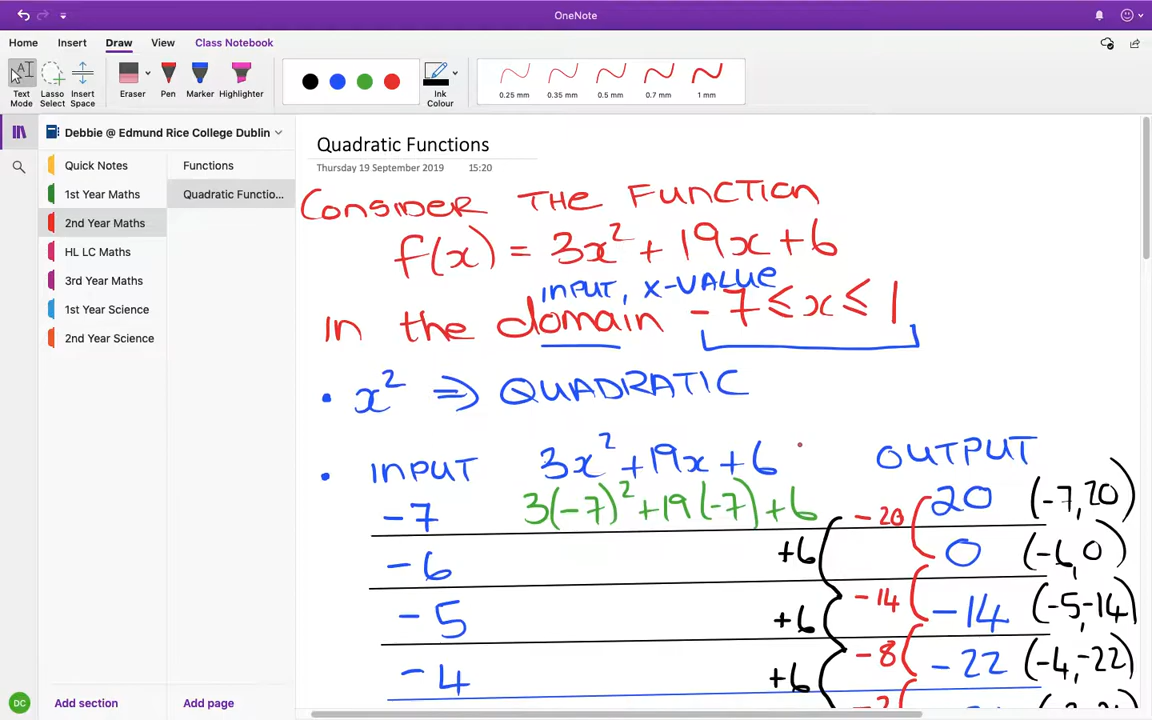 OneNote
Home Insert Draw View Class Notebook
Text Mode
Lasso Select
Insert Space
Eraser
Pen
Marker
Highlighter
Ink Colour
0.25 mm 0.35 mm 0.5 mm 0.7 mm 1 mm
Debbie @ Edmund Rice College Dublin
Quick Notes
1st Year Maths
2nd Year Maths
HL LC Maths
3rd Year Maths
1st Year Science
2nd Year Science
Functions
Quadratic Functio...
DC
Add section
Add page
Quadratic Functions
Thursday 19 September 2019 15:20
CONSIDER THE FUNCTION
f(x) = 3x² + 19x + 6
INPUT, X-VALUE
In the domain -7 ≤ x ≤ 1
• x² ⇒ QUADRATIC
• INPUT 3x² + 19x + 6 OUTPUT
-7 3(-7)² + 19(-7) + 6 20 (-7, 20)
-20
-6 +6 0 (-6, 0)
-14
-5 +6 -14 (-5, -14)
-8
-4 +6 -22 (-4, -22)